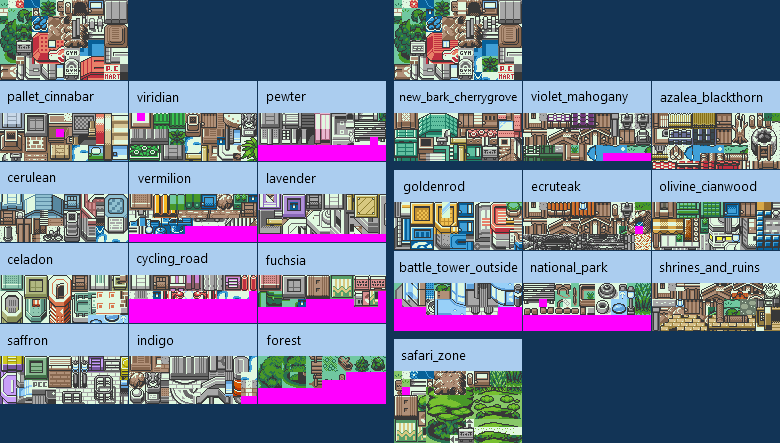 GYM
P.C
MART
GYM
P.C
MART
pallet_cinnabar
viridian
pewter
new_bark_cherrygrove
violet_mahogany
azalea_blackthorn
cerulean
vermilion
lavender
goldenrod
ecruteak
olivine_cianwood
celadon
cycling_road
fuchsia
battle_tower_outside
national_park
shrines_and_ruins
saffron
indigo
forest
safari_zone